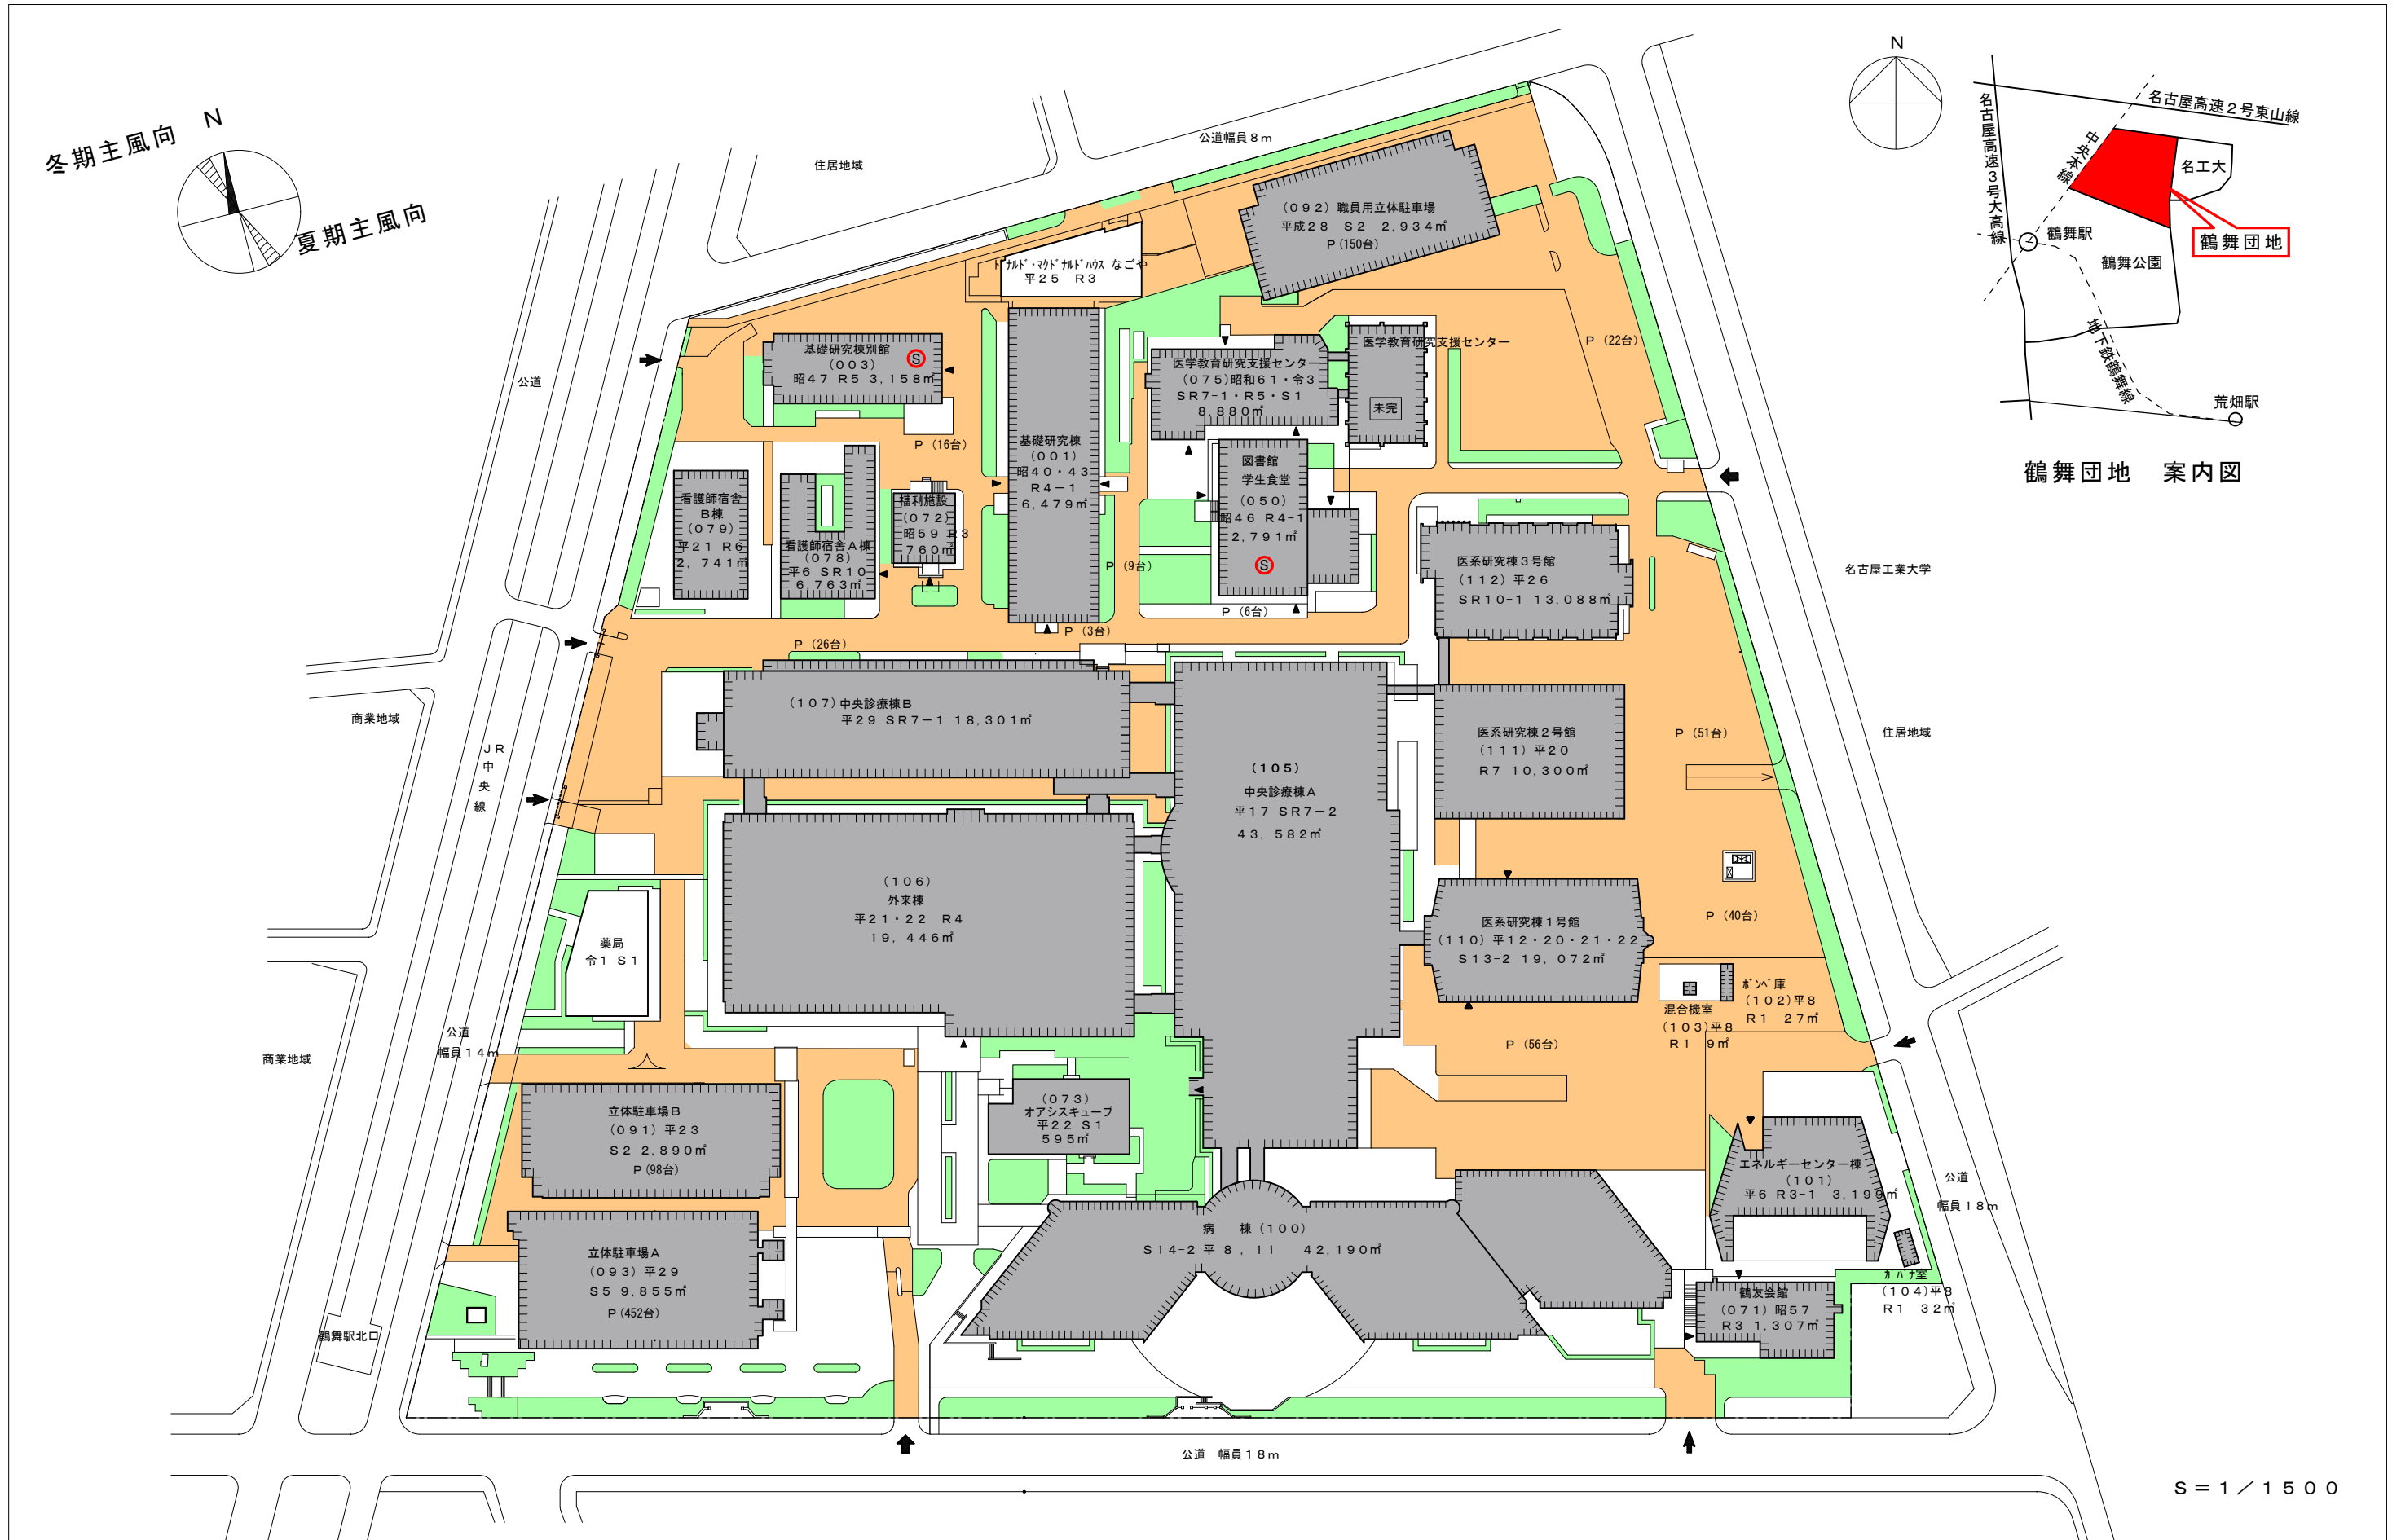 冬期主風向 N
夏期主風向
公道幅員8m
住居地域
公道
N
名古屋高速2号東山線
名古屋高速3号大高線
中央本線
名工大
鶴舞駅
鶴舞団地
鶴舞公園
地下鉄鶴舞線
荒畑駅
鶴舞団地 案内図
(092) 職員用立体駐車場
平成28 S2 2,934㎡
P(150台)
ドナルド・マクドナルドハウス なごや
平25 R3
基礎研究棟別館
(003)
昭47 R5 3,158㎡
S
P (16台)
基礎研究棟
(001)
昭40・43
R4-1
6,479㎡
医学教育研究支援センター
(075)昭和61・令3
SR7-1・R5・S1
8,880㎡
医学教育研究支援センター
未完
P (22台)
看護師宿舎
B棟
(079)
平21 R6
2,741㎡
看護師宿舎A棟
(078)
平6 SR10
6,763㎡
福利施設
(072)
昭59 R3
760㎡
図書館
学生食堂
(050)
昭46 R4-1
2,791㎡
S
P (9台)
P (6台)
P (3台)
P (26台)
医系研究棟3号館
(112) 平26
SR10-1 13,088㎡
名古屋工業大学
住居地域
商業地域
JR中央線
(107) 中央診療棟B
平29 SR7-1 18,301㎡
(105)
中央診療棟A
平17 SR7-2
43,582㎡
医系研究棟2号館
(111) 平20
R7 10,300㎡
P (51台)
(106)
外来棟
平21・22 R4
19,446㎡
医系研究棟1号館
(110) 平12・20・21・22
S13-2 19,072㎡
P (40台)
薬局
令1 S1
ボンベ庫
(102)平8
R1 27㎡
混合機室
(103)平8
R1 9㎡
P (56台)
公道
幅員14m
商業地域
立体駐車場B
(091) 平23
S2 2,890㎡
P(98台)
(073)
オアシスキューブ
平22 S1
595㎡
エネルギーセンター棟
(101)
平6 R3-1 3,199㎡
公道
幅員18m
立体駐車場A
(093) 平29
S5 9,855㎡
P(452台)
病 棟(100)
S14-2 平8,11 42,190㎡
ガバナ室
(104)平8
R1 32㎡
鶴友会館
(071) 昭57
R3 1,307㎡
鶴舞駅北口
公道 幅員18m
S=1/1500